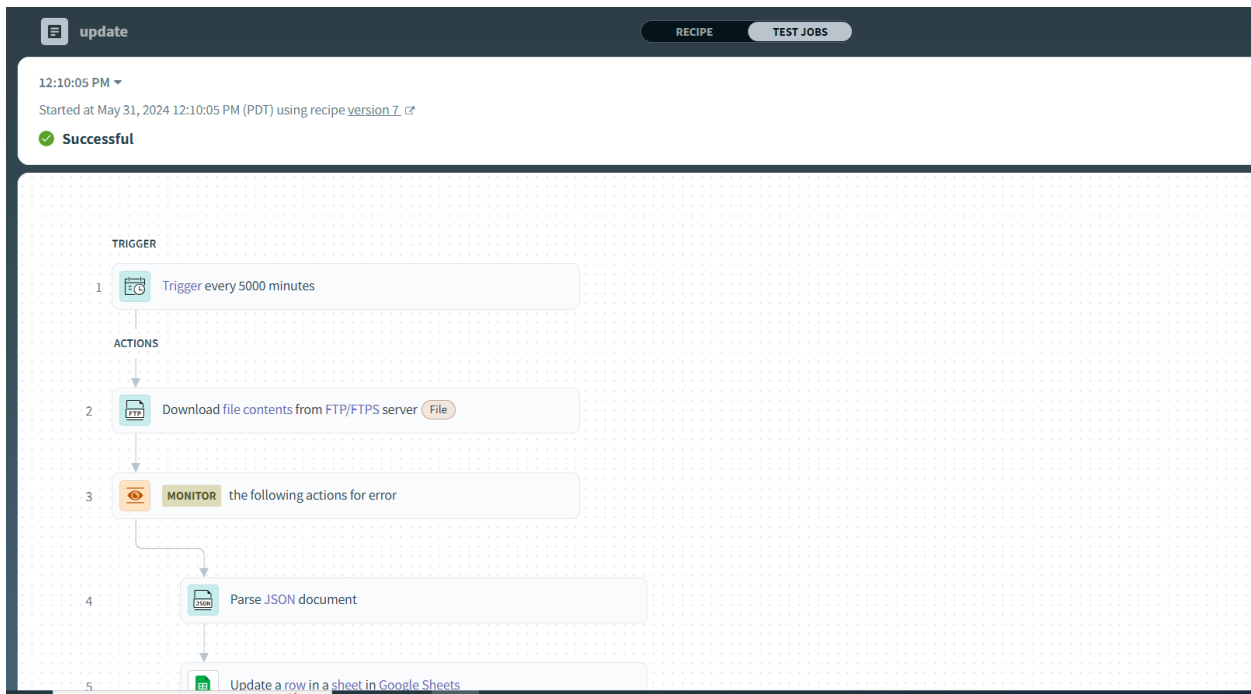 update
RECIPE
TEST JOBS
12:10:05 PM
Started at May 31, 2024 12:10:05 PM (PDT) using recipe version 7
Successful
TRIGGER
1
Trigger every 5000 minutes
ACTIONS
2
FTP
Download file contents from FTP/FTPS server File
3
MONITOR the following actions for error
4
JSON
Parse JSON document
5
Update a row in a sheet in Google Sheets